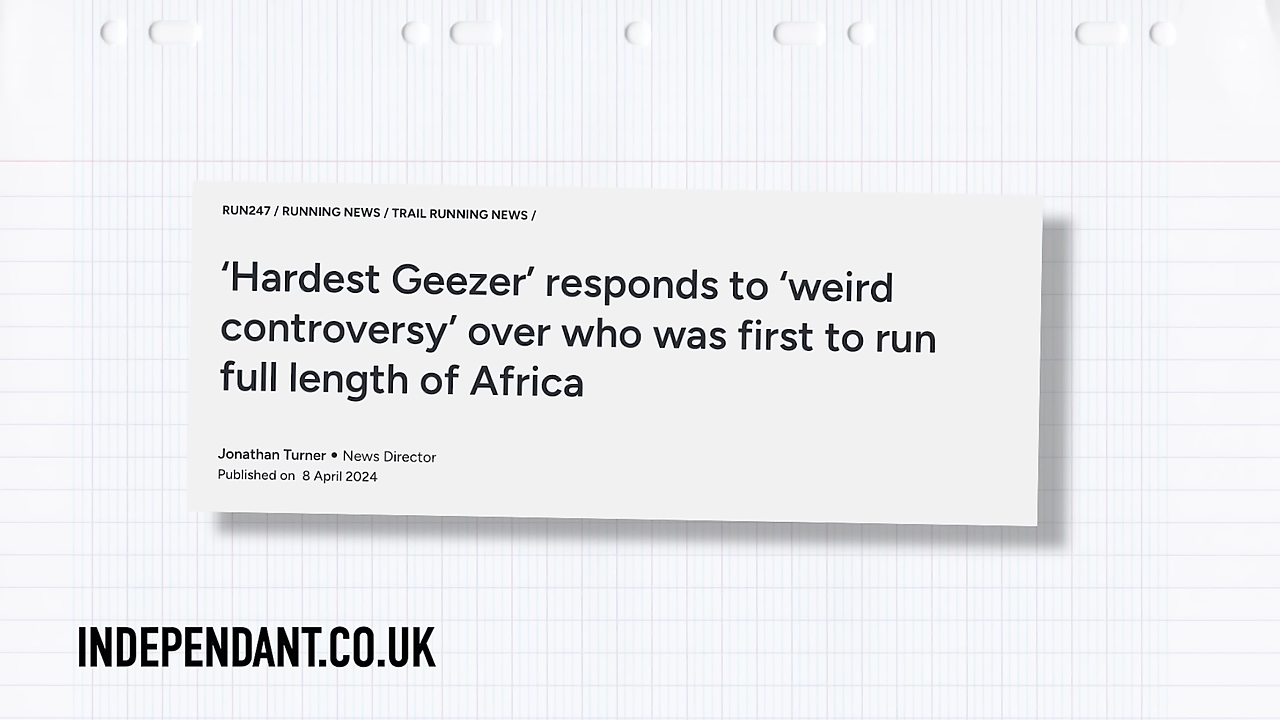 RUN247 / RUNNING NEWS / TRAIL RUNNING NEWS /
‘Hardest Geezer’ responds to ‘weird
controversy’ over who was first to run
full length of Africa
Jonathan Turner • News Director
Published on 8 April 2024
INDEPENDANT.CO.UK